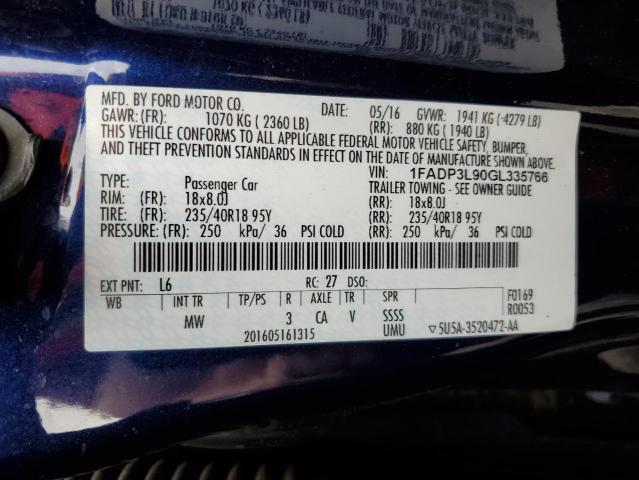 MFD. BY FORD MOTOR CO.
DATE: 05/16 GVWR: 1941 KG (4279 LB)
GAWR: (FR): 1070 KG ( 2360 LB) (RR): 880 KG ( 1940 LB)
THIS VEHICLE CONFORMS TO ALL APPLICABLE FEDERAL MOTOR VEHICLE SAFETY, BUMPER,
AND THEFT PREVENTION STANDARDS IN EFFECT ON THE DATE OF MANUFACTURE SHOWN ABOVE.
VIN: 1FADP3L90GL335766
TYPE: Passenger Car TRAILER TOWING - SEE OWNER GUIDE
RIM: (FR): 18x8.0J (RR): 18x8.0J
TIRE: (FR): 235/40R18 95Y (RR): 235/40R18 95Y
PRESSURE: (FR): 250 kPa/ 36 PSI COLD (RR): 250 kPa/ 36 PSI COLD
EXT PNT: L6 RC: 27 DSO: F0169
WB INT TR TP/PS R AXLE TR SPR R0053
MW 3 CA V SSSS
201605161315 UMU ▽5U5A-3520472-AA